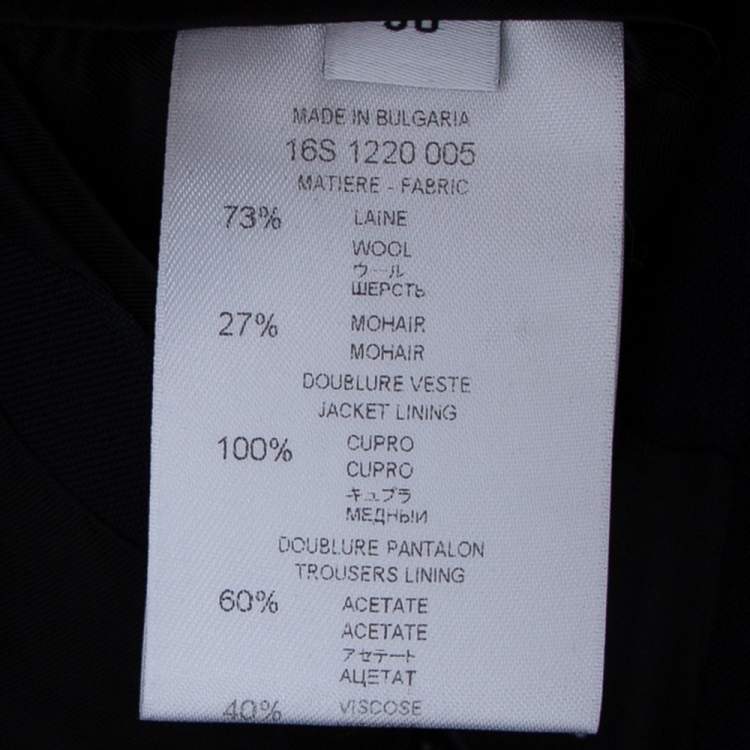 MADE IN BULGARIA
16S 1220 005
MATIERE - FABRIC
73% LAINE
WOOL
ウール
ШЕРСТЬ
27% MOHAIR
MOHAIR
DOUBLURE VESTE
JACKET LINING
100% CUPRO
CUPRO
キュプラ
МЕДНЫЙ
DOUBLURE PANTALON
TROUSERS LINING
60% ACETATE
ACETATE
アセテート
АЦЕТАТ
40% VISCOSE